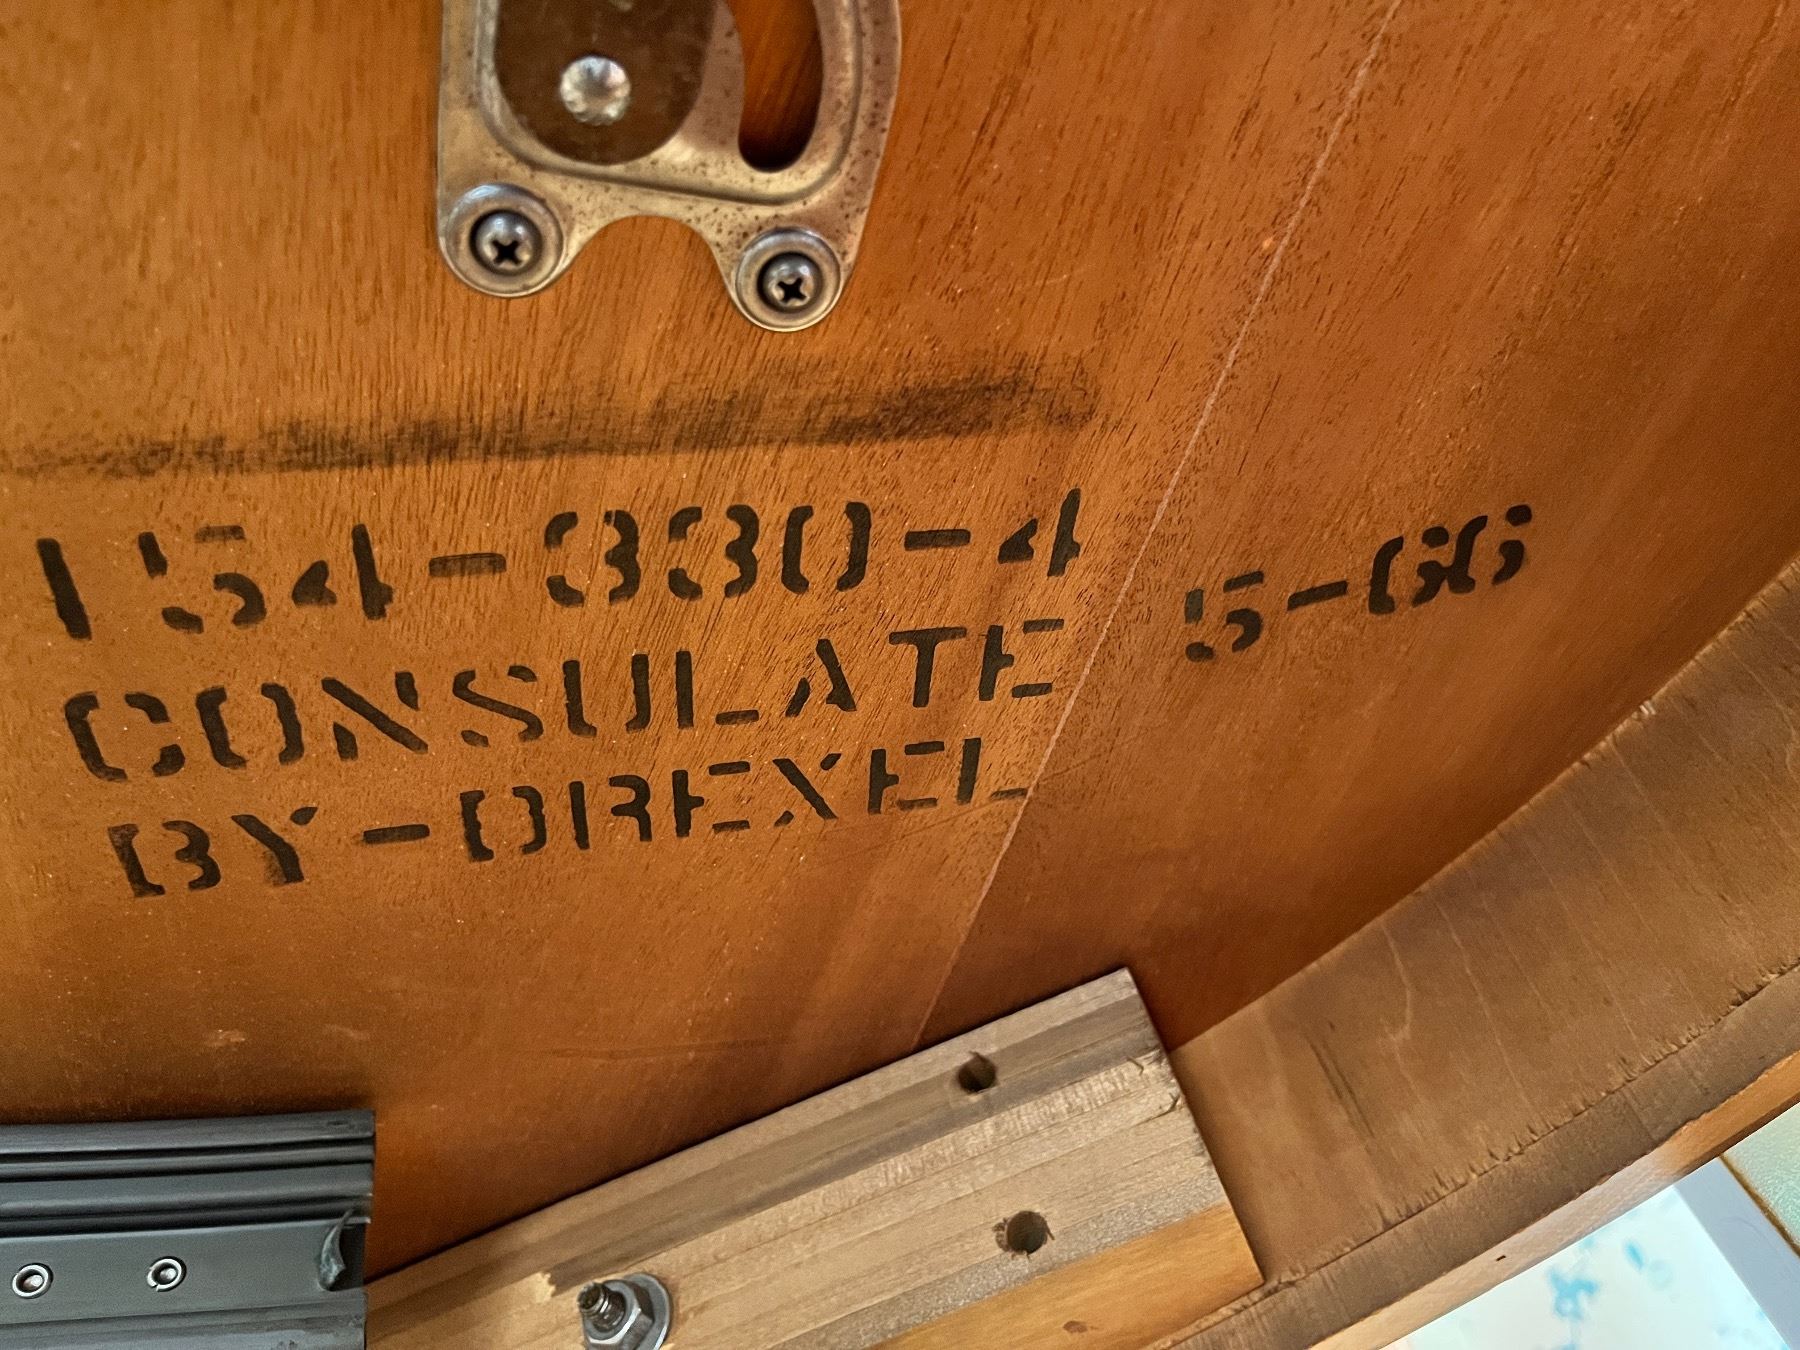 154-330-4
CONSULATE 5-66
BY-DREXEL